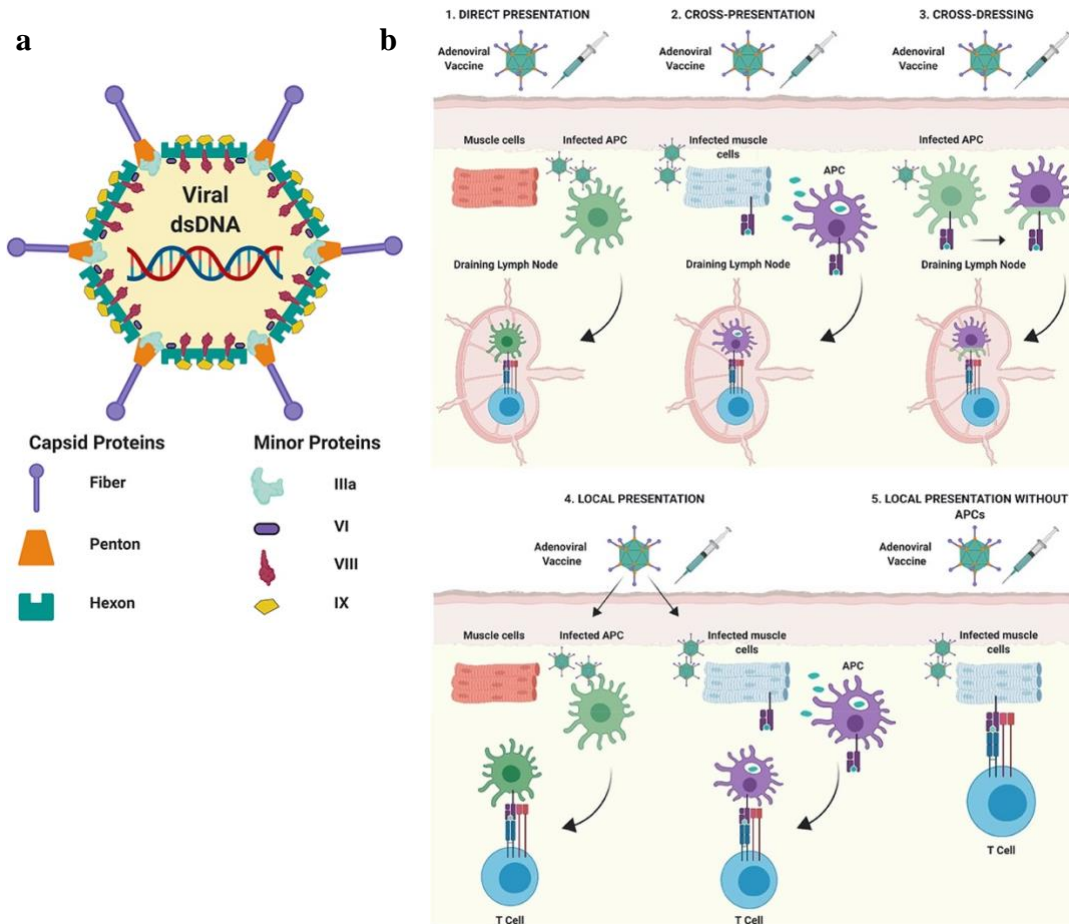 a
Viral
dsDNA
Capsid Proteins
Minor Proteins
Fiber
IIIa
Penton
VI
VIII
Hexon
IX
b
1. DIRECT PRESENTATION
2. CROSS-PRESENTATION
3. CROSS-DRESSING
Adenoviral
Vaccine
Adenoviral
Vaccine
Adenoviral
Vaccine
Muscle cells
Infected APC
Infected muscle
cells
APC
Infected APC
Draining Lymph Node
Draining Lymph Node
Draining Lymph Node
4. LOCAL PRESENTATION
5. LOCAL PRESENTATION WITHOUT
APCs
Adenoviral
Vaccine
Adenoviral
Vaccine
Muscle cells
Infected APC
Infected muscle
cells
APC
Infected muscle
cells
T Cell
T Cell
T Cell